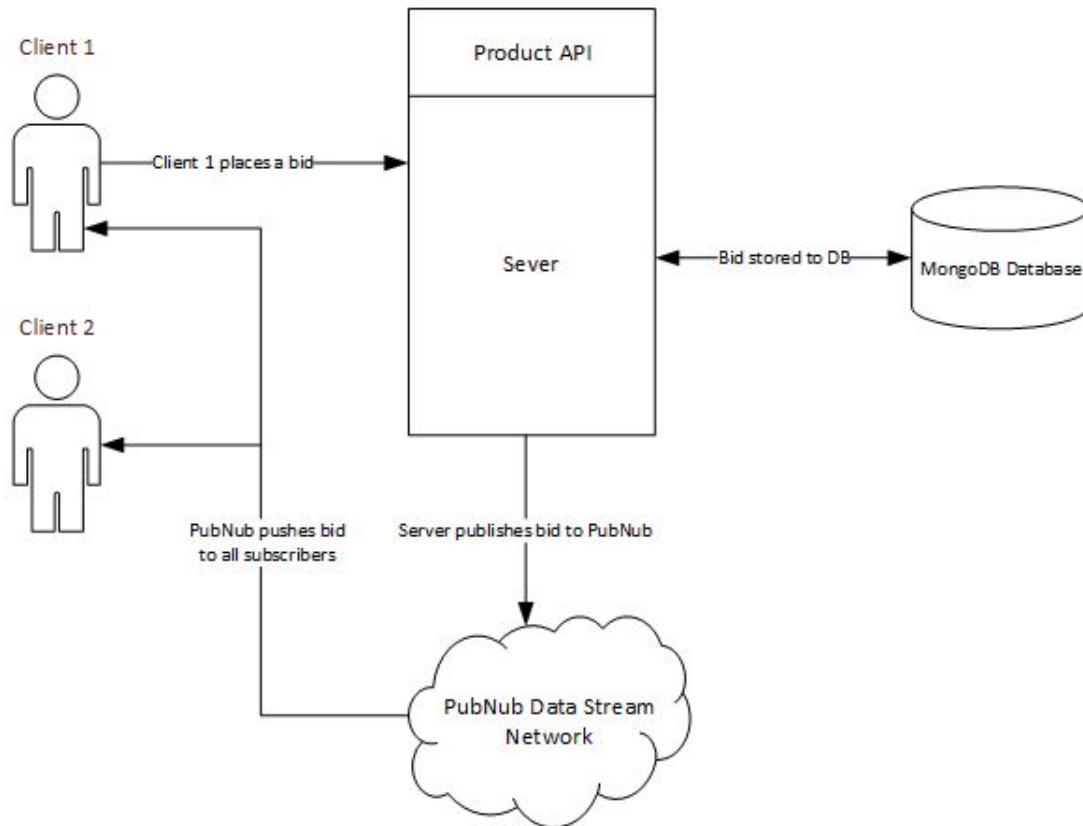 Client 1
Product API
Client 1 places a bid
Sever
Bid stored to DB
MongoDB Database
Client 2
PubNub pushes bid
to all subscribers
Server publishes bid to PubNub
PubNub Data Stream
Network